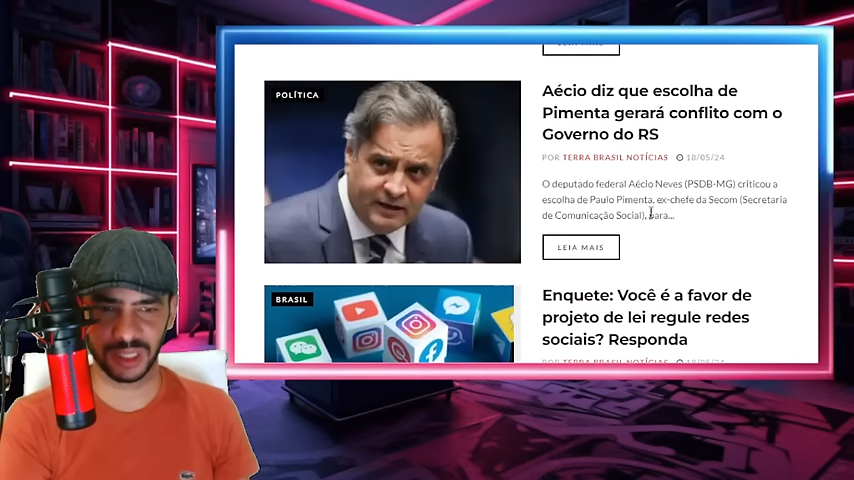 POLÍTICA
Aécio diz que escolha de
Pimenta gerará conflito com o
Governo do RS
POR TERRA BRASIL NOTÍCIAS 18/05/24
O deputado federal Aécio Neves (PSDB-MG) criticou a
escolha de Paulo Pimenta, ex-chefe da Secom (Secretaria
de Comunicação Social), para...
LEIA MAIS
BRASIL
Enquete: Você é a favor de
projeto de lei regule redes
sociais? Responda
POR TERRA BRASIL NOTÍCIAS 18/05/24